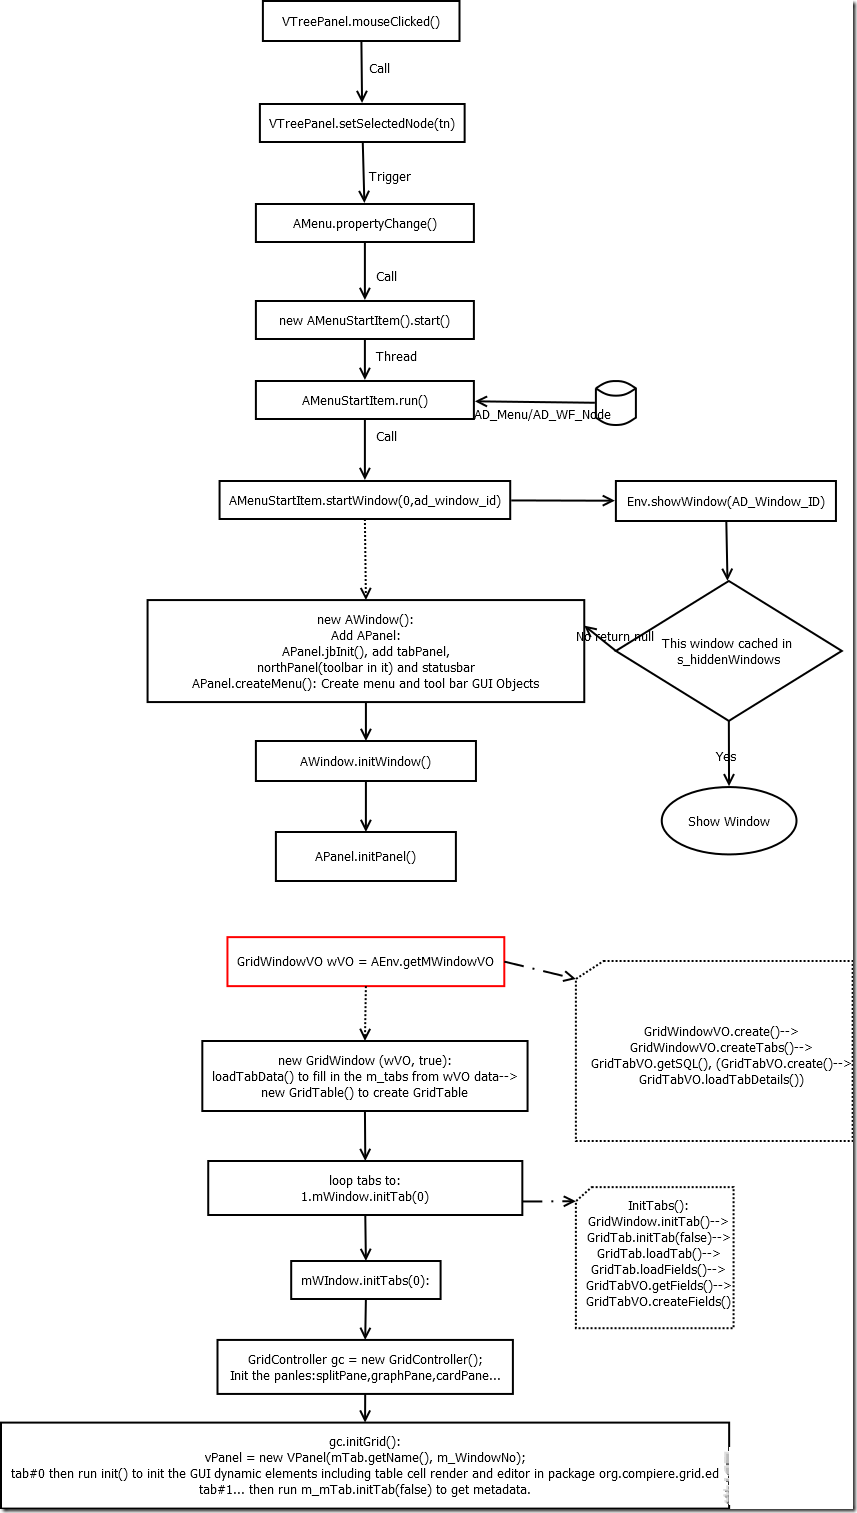 VTreePanel.mouseClicked()
Call
VTreePanel.setSelectedNode(tn)
Trigger
AMenu.propertyChange()
Call
new AMenuStartItem().start()
Thread
AMenuStartItem.run()
AD_Menu/AD_WF_Node
Call
AMenuStartItem.startWindow(0,ad_window_id)
Env.showWindow(AD_Window_ID)
new AWindow():
Add APanel:
APanel.jbInit(), add tabPanel,
northPanel(toolbar in it) and statusbar
APanel.createMenu(): Create menu and tool bar GUI Objects
No return null
This window cached in
s_hiddenWindows
AWindow.initWindow()
Yes
Show Window
APanel.initPanel()
GridWindowVO wVO = AEnv.getMWindowVO
GridWindowVO.create()-->
GridWindowVO.createTabs()-->
GridTabVO.getSQL(), (GridTabVO.create()-->
GridTabVO.loadTabDetails())
new GridWindow (wVO, true):
loadTabData() to fill in the m_tabs from wVO data-->
new GridTable() to create GridTable
loop tabs to:
1.mWindow.initTab(0)
InitTabs():
GridWindow.initTab()-->
GridTab.initTab(false)-->
GridTab.loadTab()-->
GridTab.loadFields()-->
GridTabVO.getFields()-->
GridTabVO.createFields()
mWIndow.initTabs(0):
GridController gc = new GridController();
Init the panles:splitPane,graphPane,cardPane...
gc.initGrid():
vPanel = new VPanel(mTab.getName(), m_WindowNo);
tab#0 then run init() to init the GUI dynamic elements including table cell render and editor in package org.compiere.grid.ed
tab#1... then run m_mTab.initTab(false) to get metadata.